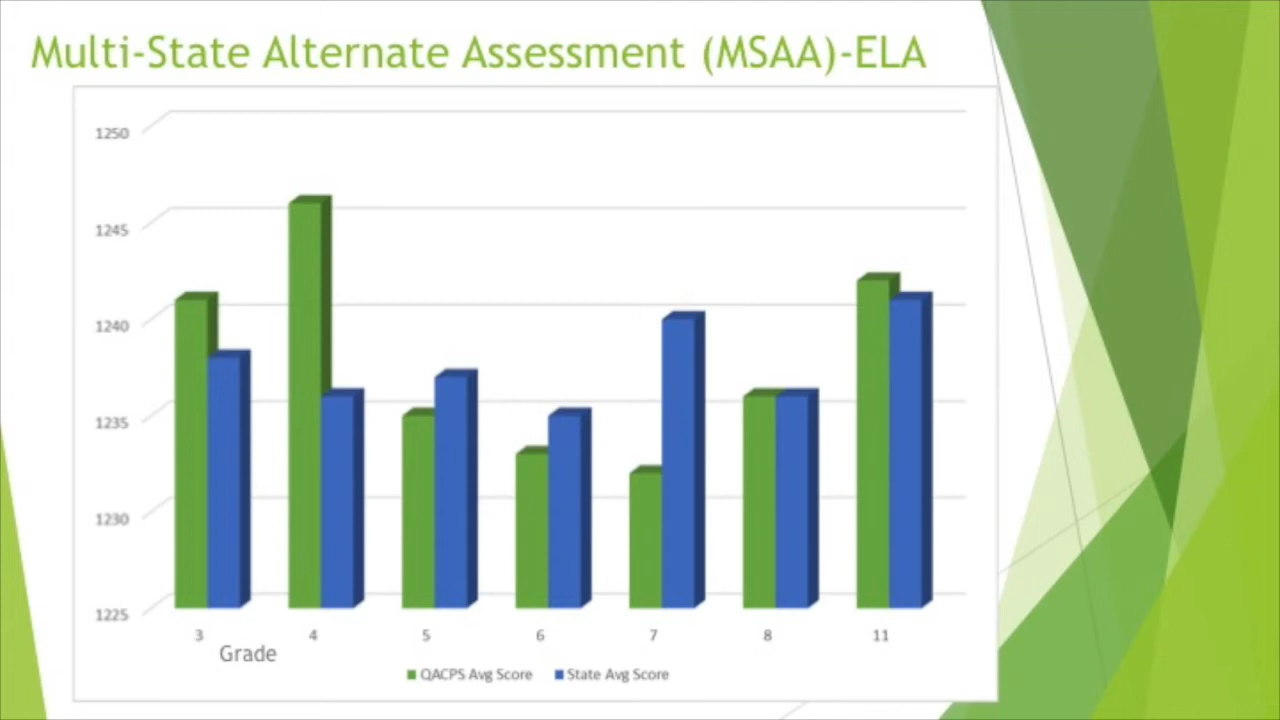 Multi-State Alternate Assessment (MSAA)-ELA
1250
1245
1240
1235
1230
1225
3 4 5 6 7 8 11
Grade
QACPS Avg Score State Avg Score